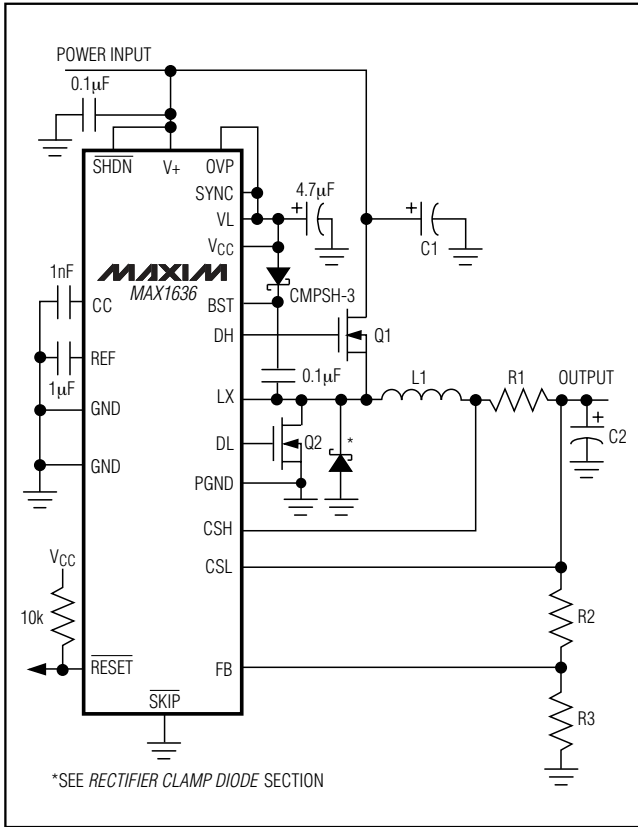 POWER INPUT
0.1μF
SHDN
V+
OVP
SYNC
VL
4.7μF
+
+
C1
VCC
MAXIM
MAX1636
1nF
CC
BST
CMPSH-3
DH
Q1
REF
1μF
0.1μF
LX
L1
R1
OUTPUT
+
C2
GND
DL
Q2
*
GND
PGND
CSH
VCC
CSL
10k
R2
RESET
FB
SKIP
R3
*SEE RECTIFIER CLAMP DIODE SECTION